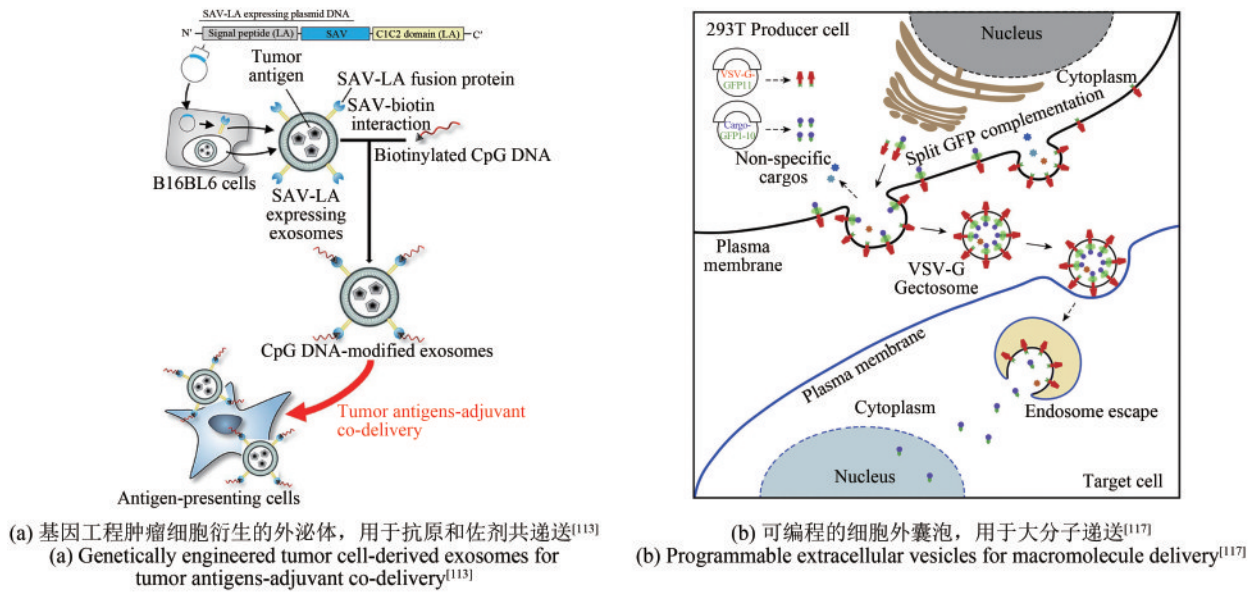 SAV-LA expressing plasmid DNA
N' Signal peptide (LA) SAV C1C2 domain (LA) C'
Tumor
antigen
SAV-LA fusion protein
SAV-biotin
interaction
Biotinylated CpG DNA
B16BL6 cells
SAV-LA
expressing
exosomes
CpG DNA-modified exosomes
Tumor antigens-adjuvant
co-delivery
Antigen-presenting cells
(a) 基因工程肿瘤细胞衍生的外泌体，用于抗原和佐剂共递送[113]
(a) Genetically engineered tumor cell-derived exosomes for
tumor antigens-adjuvant co-delivery[113]
293T Producer cell
Nucleus
VSV-G-
GFP11
Cytoplasm
Cargo-
GFP1-10
Split GFP complementation
Non-specific
cargos
Plasma
membrane
VSV-G
Gectosome
Plasma membrane
Endosome escape
Cytoplasm
Nucleus
Target cell
(b) 可编程的细胞外囊泡，用于大分子递送[117]
(b) Programmable extracellular vesicles for macromolecule delivery[117]